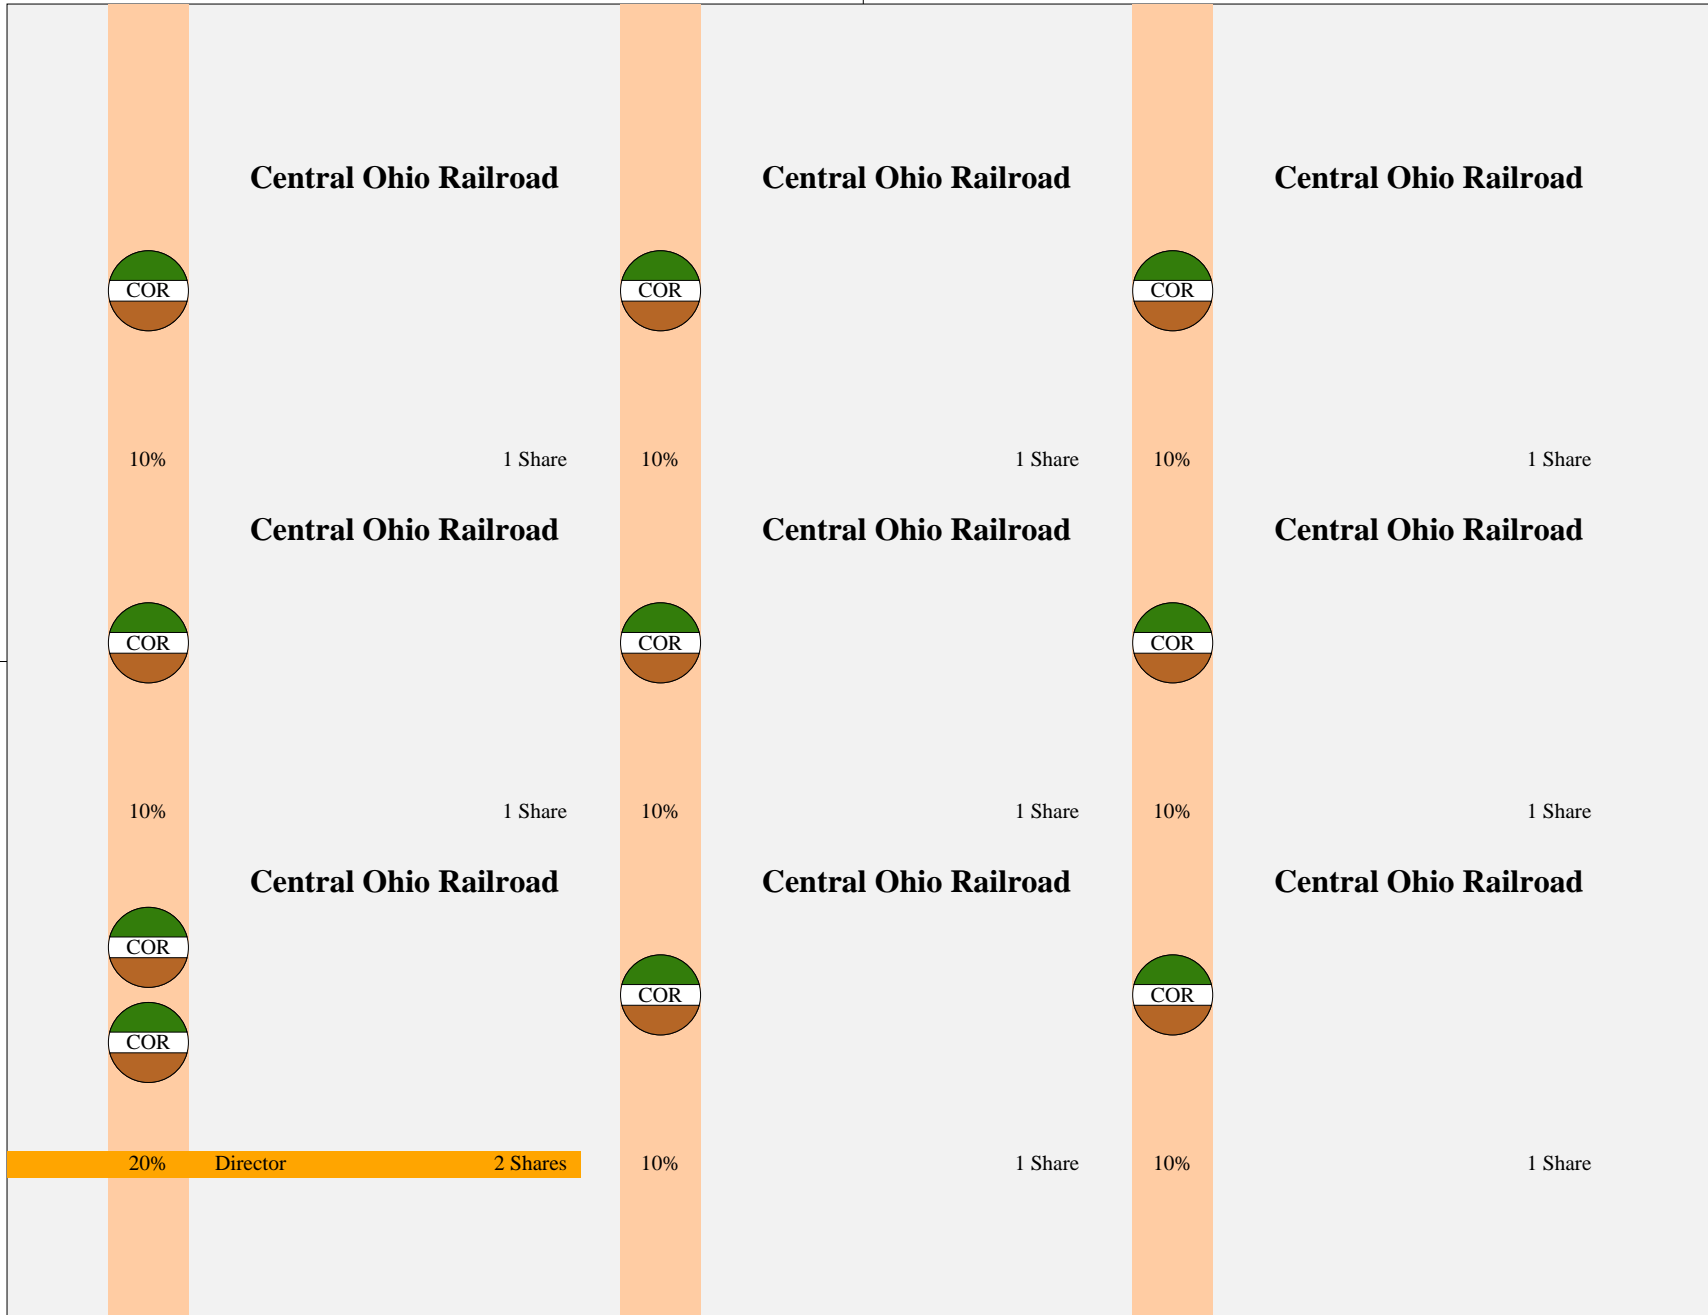 Central Ohio Railroad Central Ohio Railroad Central Ohio Railroad
COR COR COR
10% 1 Share 10% 1 Share 10% 1 Share
Central Ohio Railroad Central Ohio Railroad Central Ohio Railroad
COR COR COR
10% 1 Share 10% 1 Share 10% 1 Share
Central Ohio Railroad Central Ohio Railroad Central Ohio Railroad
COR
COR COR
COR
20% Director 2 Shares 10% 1 Share 10% 1 Share